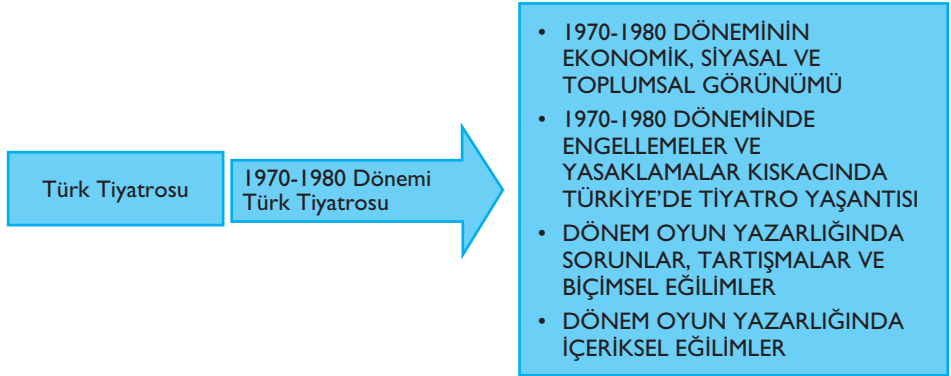 Türk Tiyatrosu
1970-1980 Dönemi
Türk Tiyatrosu
• 1970-1980 DÖNEMİNİN
EKONOMİK, SİYASAL VE
TOPLUMSAL GÖRÜNÜMÜ
• 1970-1980 DÖNEMİNDE
ENGELLEMELER VE
YASAKLAMALAR KISKACINDA
TÜRKİYE'DE TİYATRO YAŞANTISI
• DÖNEM OYUN YAZARLIĞINDA
SORUNLAR, TARTIŞMALAR VE
BİÇİMSEL EĞİLİMLER
• DÖNEM OYUN YAZARLIĞINDA
İÇERİKSEL EĞİLİMLER